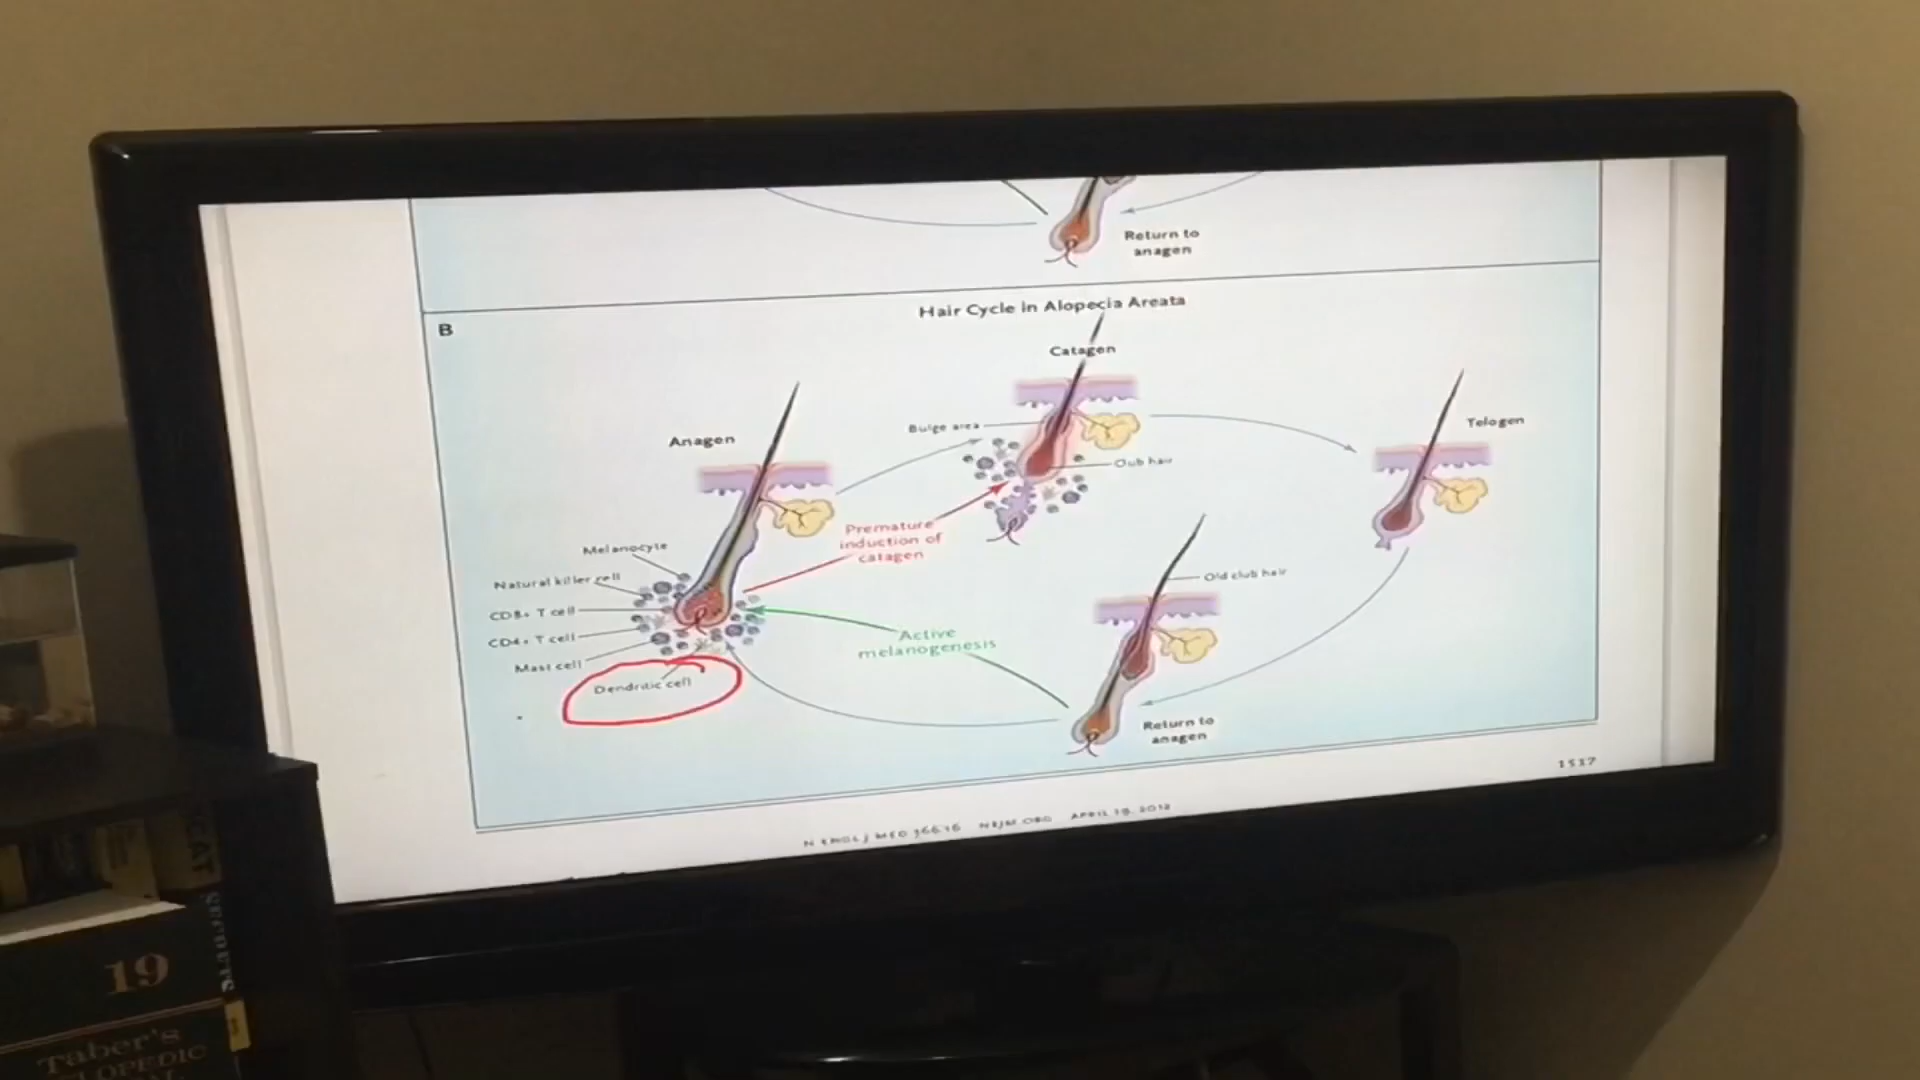 Return to
anagen
Hair Cycle in Alopecia Areata
B
Catagen
Anagen
Bulge area
Club hair
Telogen
Premature
induction of
catagen
Melanocyte
Natural killer cell
CD8+ T cell
CD4+ T cell
Mast cell
Dendritic cell
Active
melanogenesis
Old club hair
Return to
anagen
1517
N ENGL J MED 366;16 NEJM.ORG APRIL 19, 2012
19
Taber's